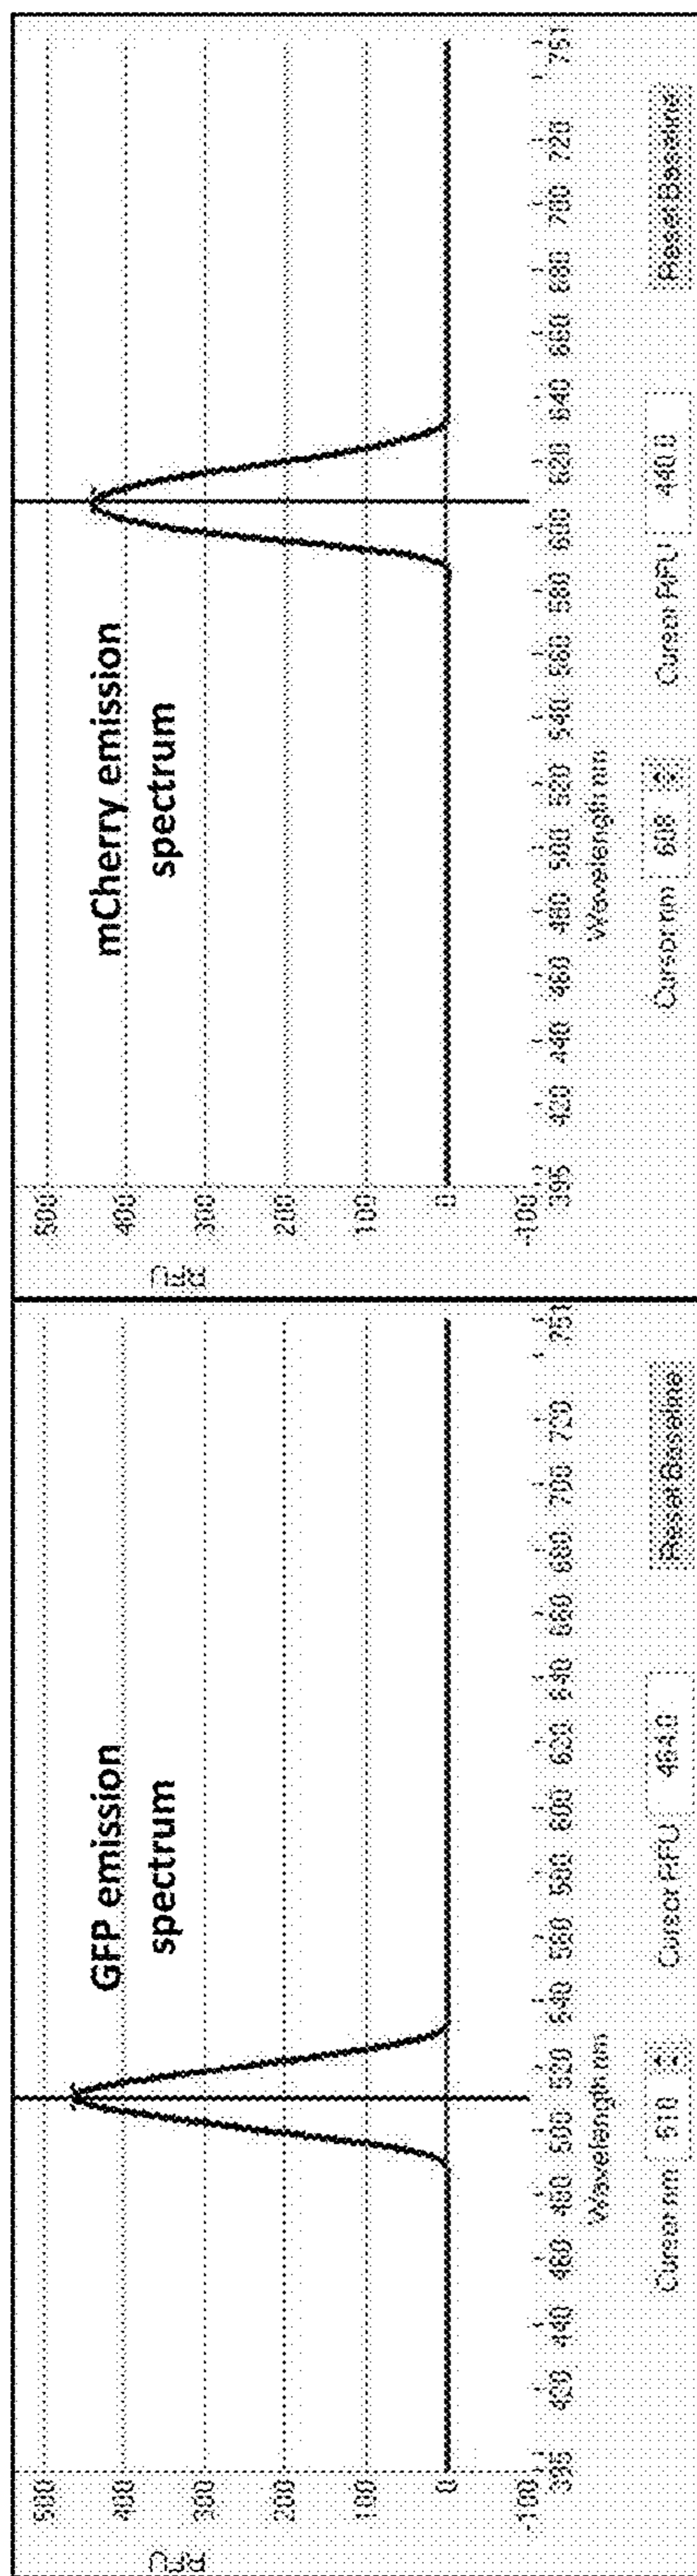 GFP emission
spectrum
RFU
500
400
300
200
100
0
-100
395 420 440 460 480 500 520 540 560 580 600 620 640 660 680 700 720 751
Wavelength nm
Cursor nm 510 Cursor RFU 464.0 Reset Baseline
mCherry emission
spectrum
RFU
500
400
300
200
100
0
-100
395 420 440 460 480 500 520 540 560 580 600 620 640 660 680 700 720 751
Wavelength nm
Cursor nm 608 Cursor RFU 440.0 Reset Baseline